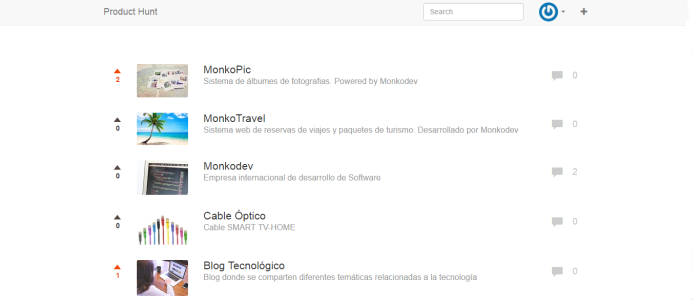 Product Hunt
Search
2
MonkoPic
Sistema de álbumes de fotografias. Powered by Monkodev
0
0
MonkoTravel
Sistema web de reservas de viajes y paquetes de turismo. Desarrollado por Monkodev
0
0
Monkodev
Empresa internacional de desarrollo de Software
2
0
Cable Óptico
Cable SMART TV-HOME
0
1
Blog Tecnológico
Blog donde se comparten diferentes temáticas relacionadas a la tecnología
0